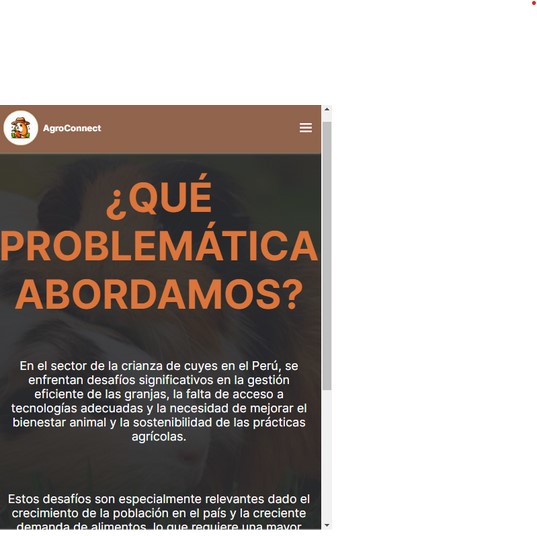 AgroConnect
¿QUÉ
PROBLEMÁTICA
ABORDAMOS?
En el sector de la crianza de cuyes en el Perú, se
enfrentan desafíos significativos en la gestión
eficiente de las granjas, la falta de acceso a
tecnologías adecuadas y la necesidad de mejorar el
bienestar animal y la sostenibilidad de las prácticas
agrícolas.
Estos desafíos son especialmente relevantes dado el
crecimiento de la población en el país y la creciente
demanda de alimentos, lo que requiere una mayor